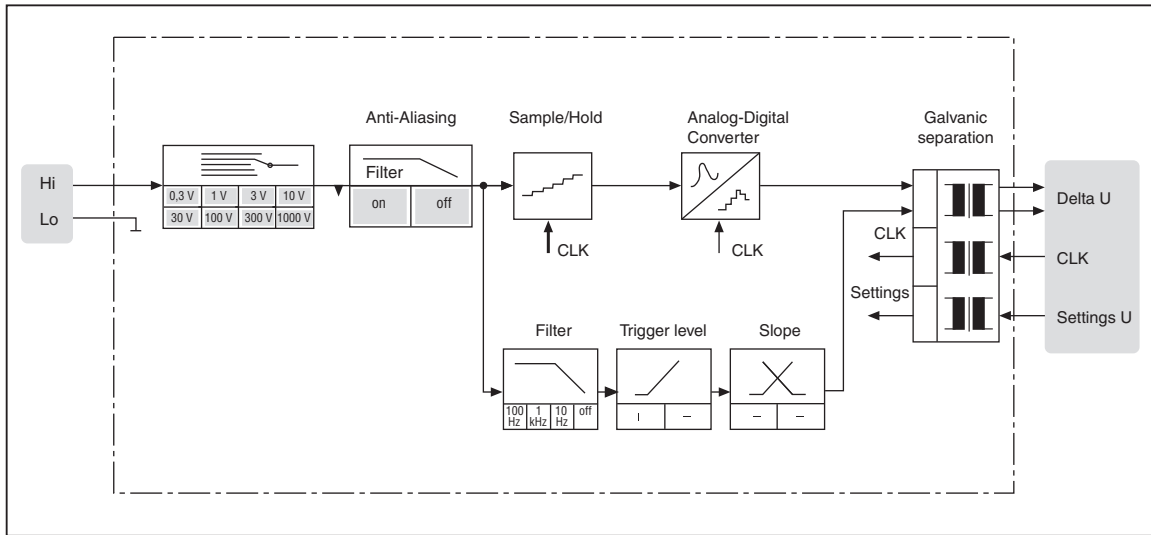 Anti-Aliasing
Sample/Hold
Analog-Digital
Converter
Galvanic
separation
Hi
Lo
0,3 V 1 V 3 V 10 V
30 V 100 V 300 V 1000 V
Filter
on off
CLK
CLK
CLK
Settings
Delta U
CLK
Settings U
Filter
Trigger level
Slope
100 Hz
1 kHz
10 Hz
off